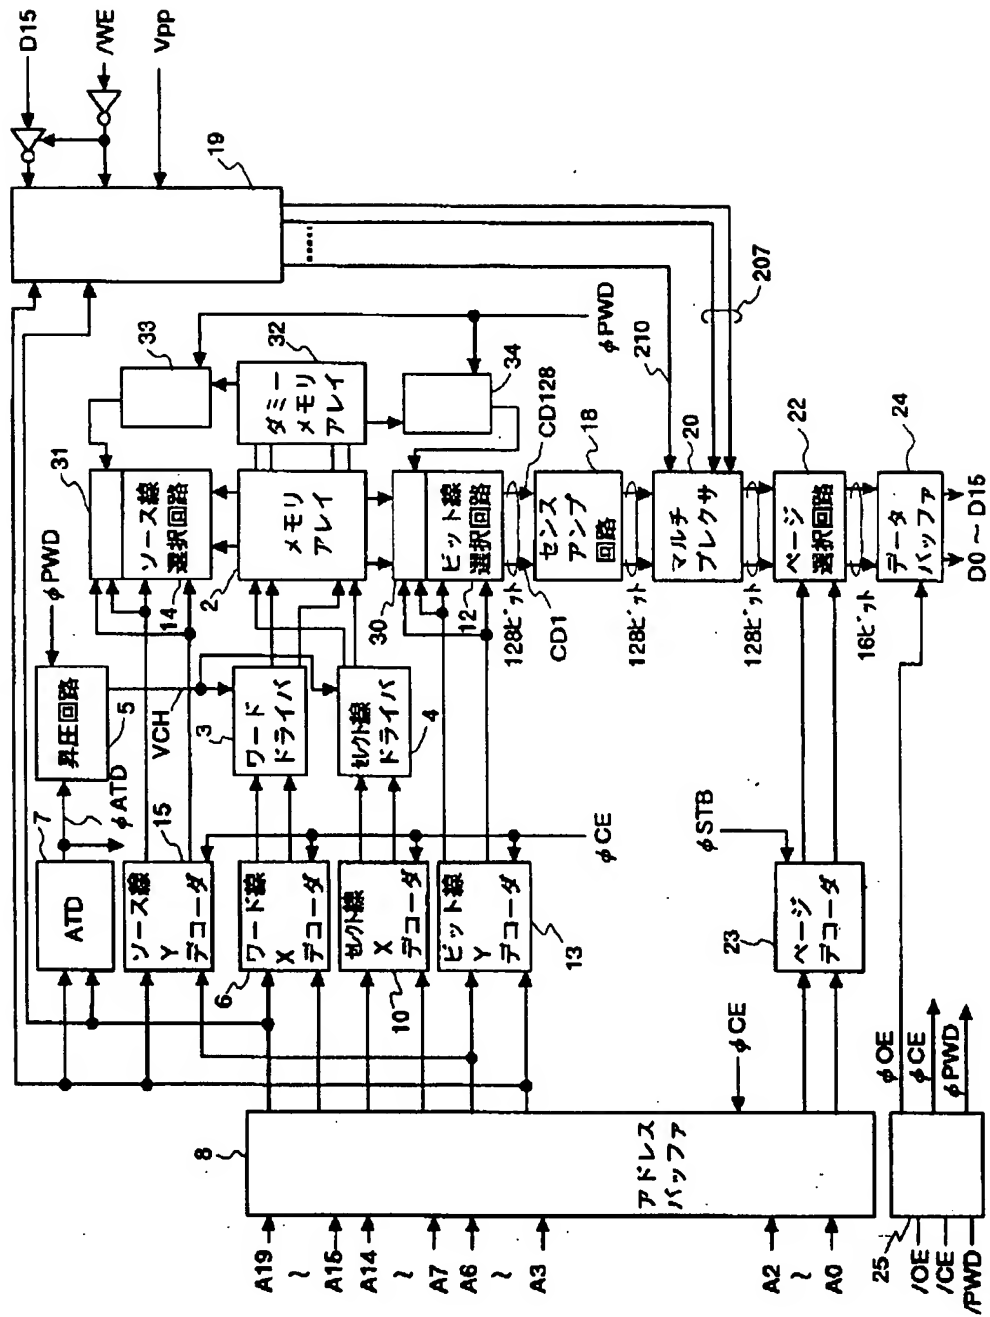 D15
/WE
Vpp
19
φPWD
31
ソース線
選択回路
14
33
ダミー
メモリ
アレイ
32
34
φPWD
210
207
メモリ
アレイ
2
30
ビット線
選択回路
12
128ビット
CD1
CD128
センス
アンプ
回路
18
128ビット
マルチ
プレクサ
20
128ビット
ページ
選択回路
22
16ビット
データ
バッファ
24
D0～D15
昇圧回路
5
VCH
ワード
ドライバ
3
セレクト線
ドライバ
4
7
ATD
φATD
15
ソース線
Y
デコーダ
ワード線
X
デコーダ
6
セレクト線
X
デコーダ
10
ビット線
Y
デコーダ
13
φCE
φSTB
ページ
デコーダ
23
φCE
8
アドレス
バッファ
A19
～
A15
A14
～
A7
A6
～
A3
A2
～
A0
25
/OE
/CE
/PWD
φOE
φCE
φPWD